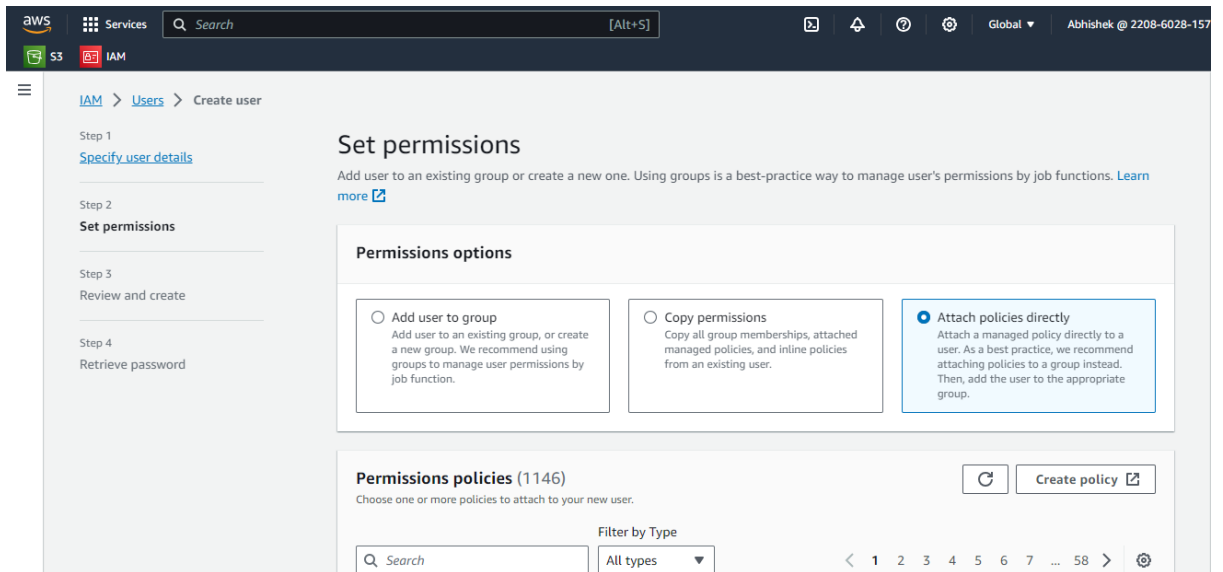 aws
Services
Search
[Alt+S]
Global
Abhishek @ 2208-6028-157
S3
IAM
IAM > Users > Create user
Step 1
Specify user details
Step 2
Set permissions
Step 3
Review and create
Step 4
Retrieve password
Set permissions
Add user to an existing group or create a new one. Using groups is a best-practice way to manage user's permissions by job functions. Learn
more
Permissions options
Add user to group
Add user to an existing group, or create
a new group. We recommend using
groups to manage user permissions by
job function.
Copy permissions
Copy all group memberships, attached
managed policies, and inline policies
from an existing user.
Attach policies directly
Attach a managed policy directly to a
user. As a best practice, we recommend
attaching policies to a group instead.
Then, add the user to the appropriate
group.
Permissions policies (1146)
Choose one or more policies to attach to your new user.
Create policy
Filter by Type
Search
All types
< 1 2 3 4 5 6 7 ... 58 >